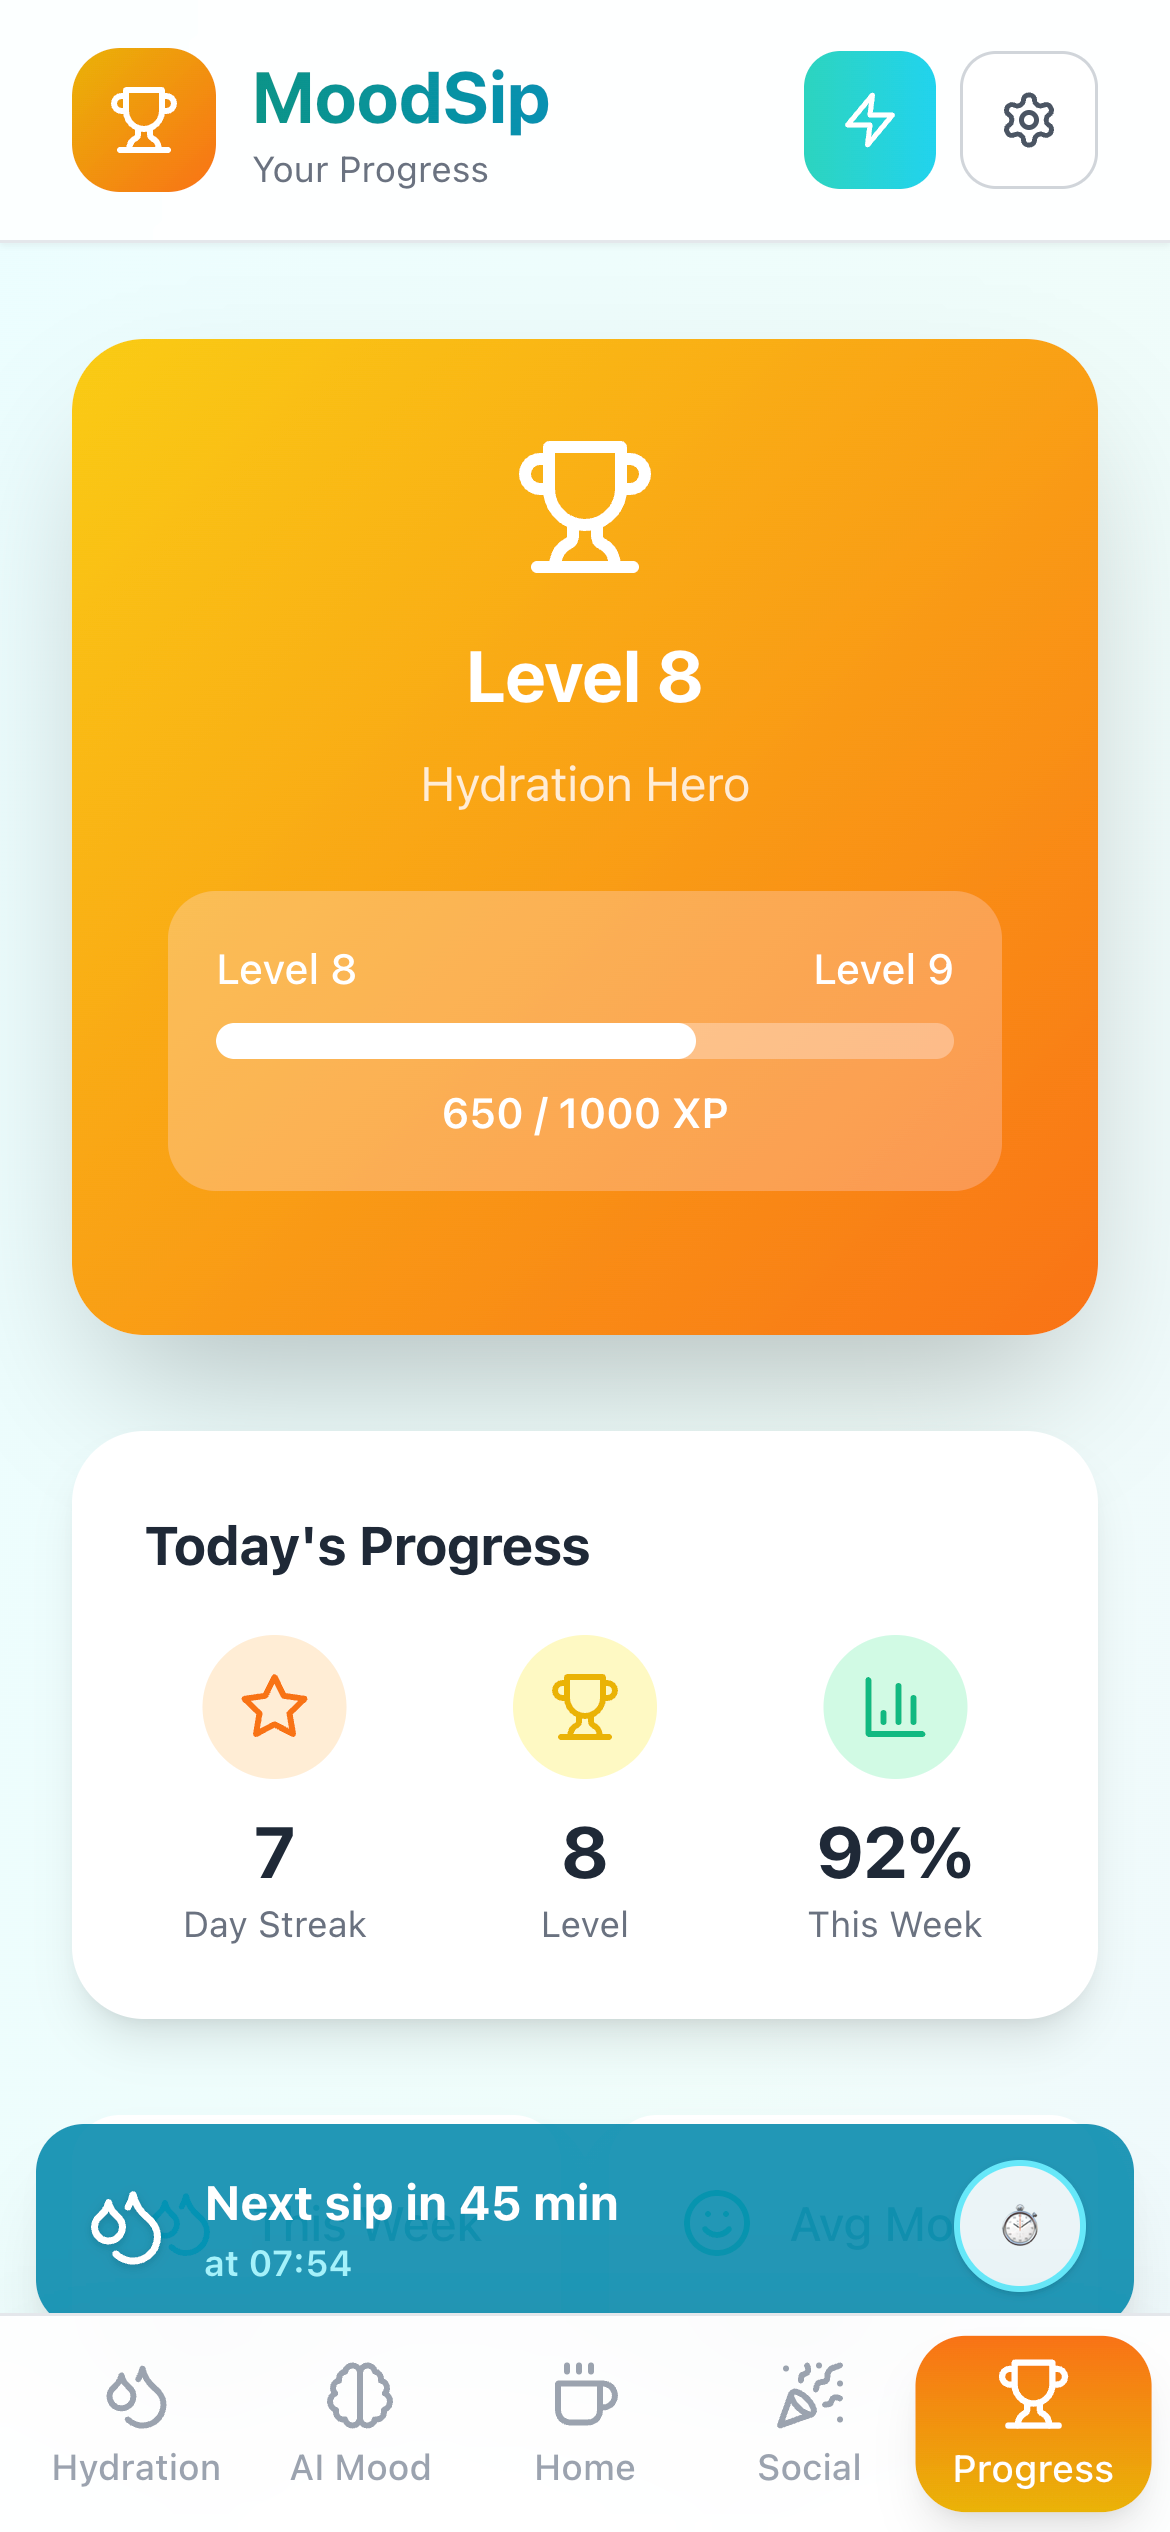 MoodSip
Your Progress
Level 8
Hydration Hero
Level 8 Level 9
650 / 1000 XP
Today's Progress
7 8 92%
Day Streak Level This Week
Next sip in 45 min
This Week Avg Mo
at 07:54
Hydration AI Mood Home Social Progress